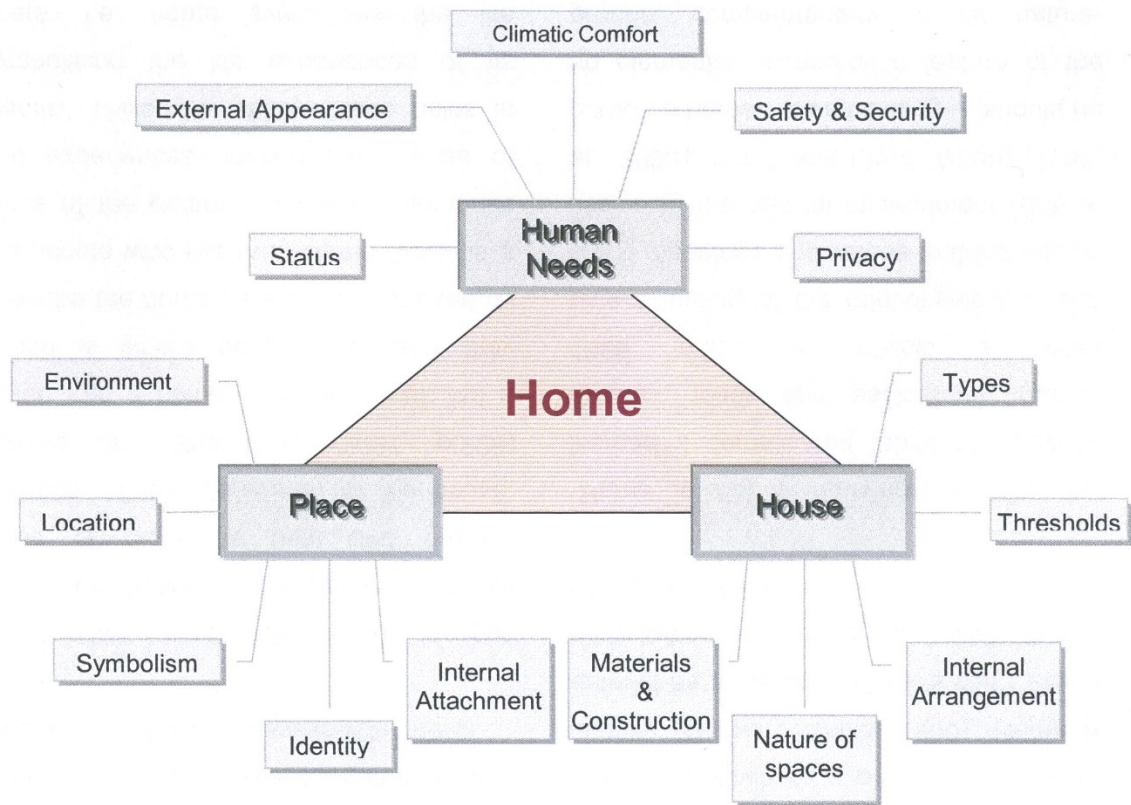 Climatic Comfort
External Appearance
Safety & Security
Human
Needs
Status
Privacy
Environment
Home
Types
Place
House
Location
Thresholds
Symbolism
Internal
Attachment
Materials
&
Construction
Internal
Arrangement
Identity
Nature of
spaces